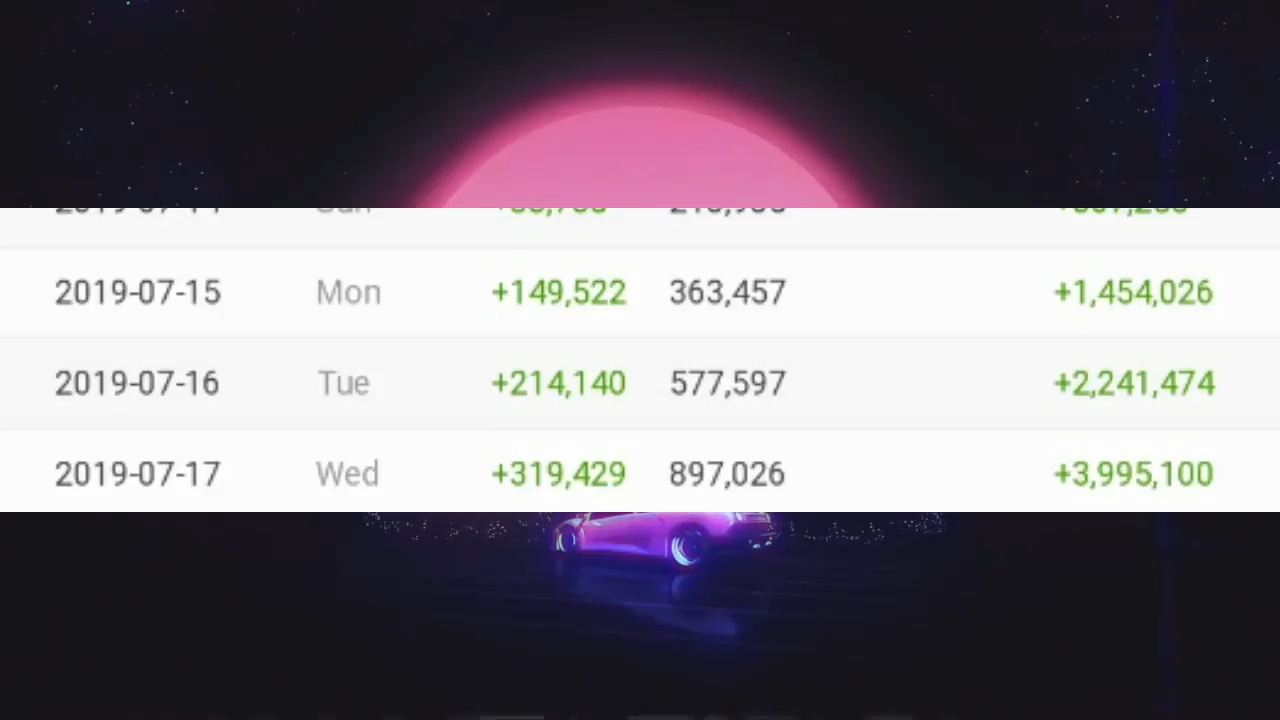 2019-07-15 Mon +149,522 363,457 +1,454,026
2019-07-16 Tue +214,140 577,597 +2,241,474
2019-07-17 Wed +319,429 897,026 +3,995,100